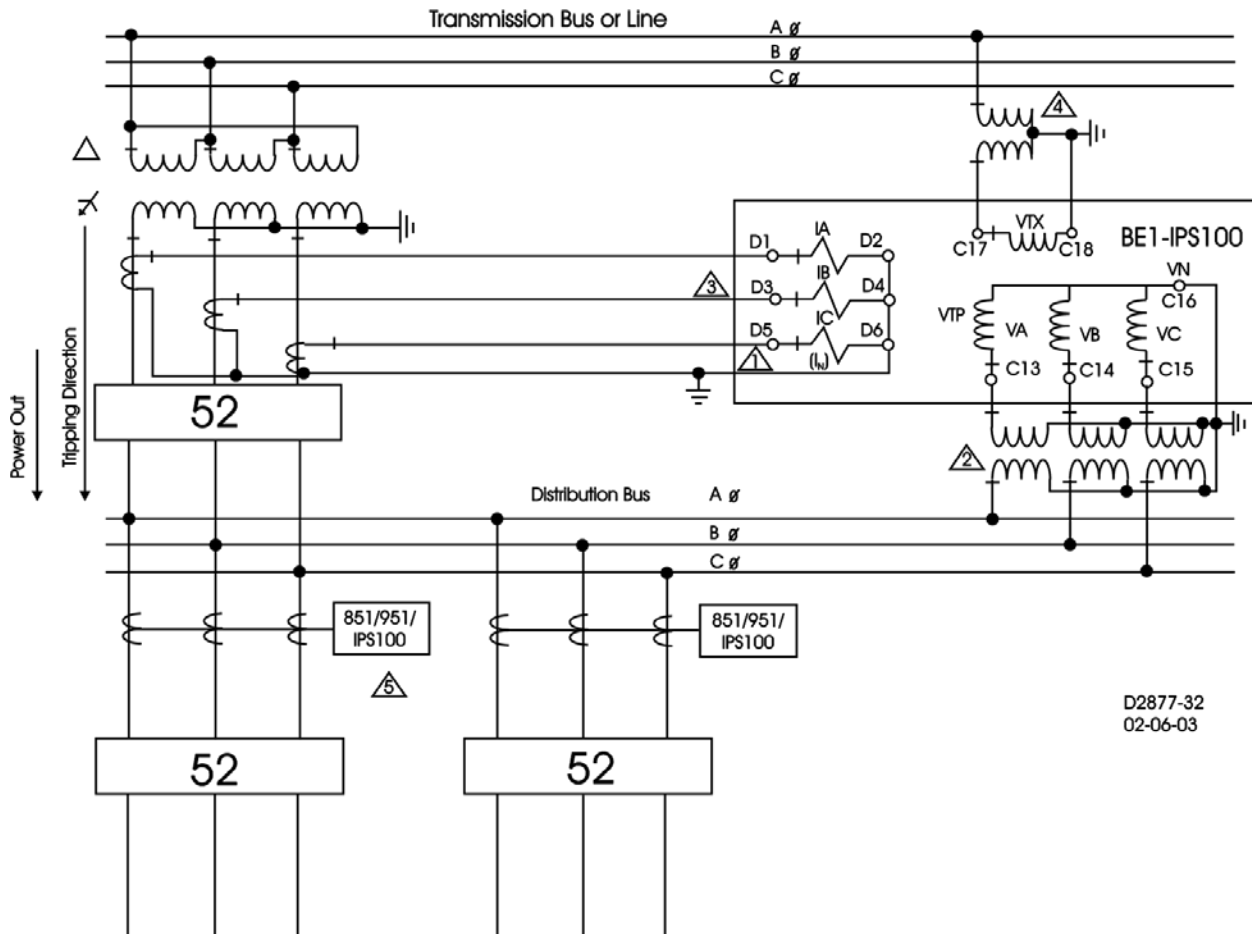 Transmission Bus or Line
A ø
B ø
C ø
4
VTX
C17
C18
BE1-IPS100
IA
D1
D2
VN
C16
IB
3
D3
D4
VTP
VA
VB
VC
IC
D5
D6
1
(IN)
C13
C14
C15
52
Power Out
Tripping Direction
2
Distribution Bus
A ø
B ø
C ø
851/951/
IPS100
851/951/
IPS100
5
D2877-32
02-06-03
52
52